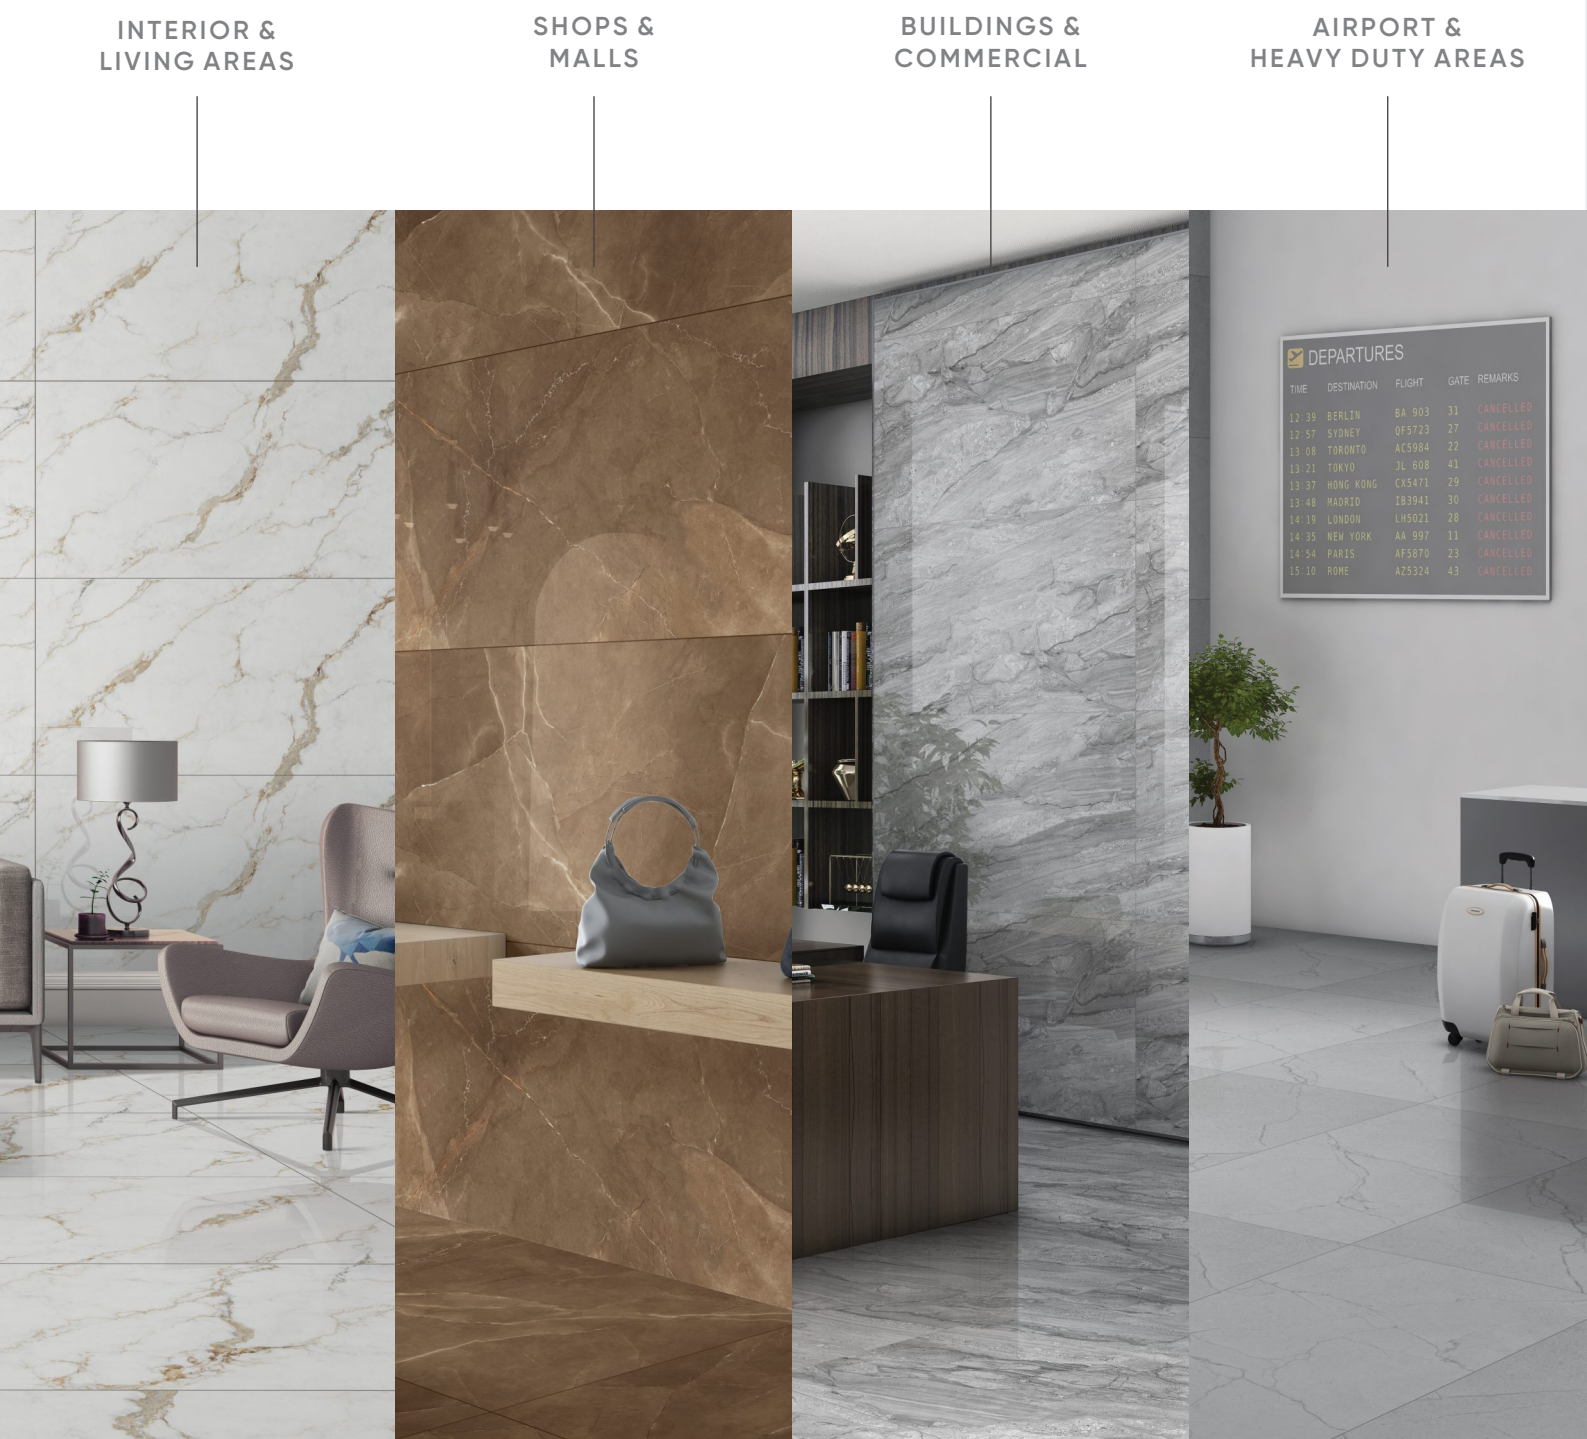 INTERIOR &
LIVING AREAS
SHOPS &
MALLS
BUILDINGS &
COMMERCIAL
AIRPORT &
HEAVY DUTY AREAS
DEPARTURES
TIME DESTINATION FLIGHT GATE REMARKS
12:39 BERLIN BA 903 31 CANCELLED
12:57 SYDNEY QF5723 27 CANCELLED
13:08 TORONTO AC5984 22 CANCELLED
13:21 TOKYO JL 608 41 CANCELLED
13:37 HONG KONG CX5471 29 CANCELLED
13:48 MADRID IB3941 30 CANCELLED
14:19 LONDON LH5021 28 CANCELLED
14:35 NEW YORK AA 997 11 CANCELLED
14:54 PARIS AF5870 23 CANCELLED
15:10 ROME AZ5324 43 CANCELLED